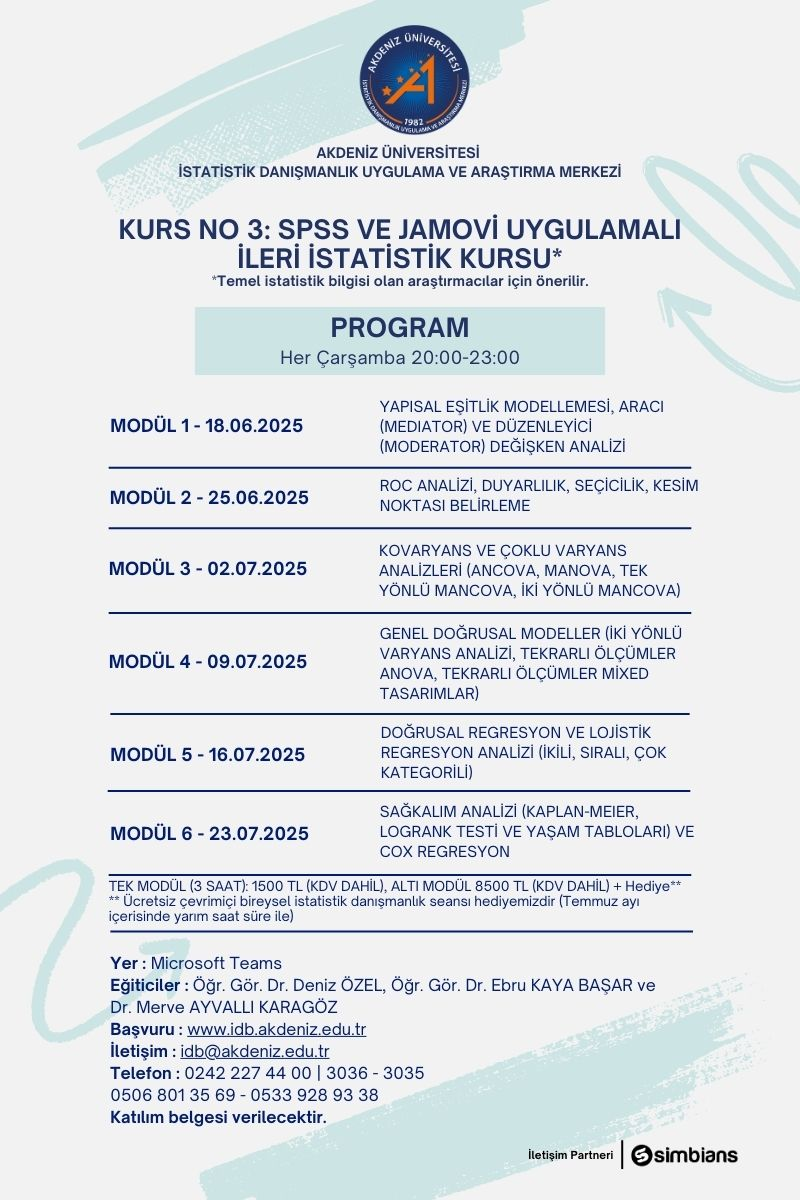 AKDENİZ ÜNİVERSİTESİ
İSTATİSTİK DANIŞMANLIK UYGULAMA VE ARAŞTIRMA MERKEZİ
1982
AKDENİZ ÜNİVERSİTESİ
İSTATİSTİK DANIŞMANLIK UYGULAMA VE ARAŞTIRMA MERKEZİ
KURS NO 3: SPSS VE JAMOVİ UYGULAMALI
İLERİ İSTATİSTİK KURSU*
*Temel istatistik bilgisi olan araştırmacılar için önerilir.
PROGRAM
Her Çarşamba 20:00-23:00
MODÜL 1 - 18.06.2025
YAPISAL EŞİTLİK MODELLEMESİ, ARACI
(MEDIATOR) VE DÜZENLEYİCİ
(MODERATOR) DEĞİŞKEN ANALİZİ
MODÜL 2 - 25.06.2025
ROC ANALİZİ, DUYARLILIK, SEÇİCİLİK, KESİM
NOKTASI BELİRLEME
MODÜL 3 - 02.07.2025
KOVARYANS VE ÇOKLU VARYANS
ANALİZLERİ (ANCOVA, MANOVA, TEK
YÖNLÜ MANCOVA, İKİ YÖNLÜ MANCOVA)
MODÜL 4 - 09.07.2025
GENEL DOĞRUSAL MODELLER (İKİ YÖNLÜ
VARYANS ANALİZİ, TEKRARLI ÖLÇÜMLER
ANOVA, TEKRARLI ÖLÇÜMLER MİXED
TASARIMLAR)
MODÜL 5 - 16.07.2025
DOĞRUSAL REGRESYON VE LOJİSTİK
REGRESYON ANALİZİ (İKİLİ, SIRALI, ÇOK
KATEGORİLİ)
MODÜL 6 - 23.07.2025
SAĞKALIM ANALİZİ (KAPLAN-MEIER,
LOGRANK TESTİ VE YAŞAM TABLOLARI) VE
COX REGRESYON
TEK MODÜL (3 SAAT): 1500 TL (KDV DAHİL), ALTI MODÜL 8500 TL (KDV DAHİL) + Hediye**
** Ücretsiz çevrimiçi bireysel istatistik danışmanlık seansı hediyemizdir (Temmuz ayı
içerisinde yarım saat süre ile)
Yer : Microsoft Teams
Eğiticiler : Öğr. Gör. Dr. Deniz ÖZEL, Öğr. Gör. Dr. Ebru KAYA BAŞAR ve
Dr. Merve AYVALLI KARAGÖZ
Başvuru : www.idb.akdeniz.edu.tr
İletişim : idb@akdeniz.edu.tr
Telefon : 0242 227 44 00 | 3036 - 3035
0506 801 35 69 - 0533 928 93 38
Katılım belgesi verilecektir.
İletişim Partneri simbians